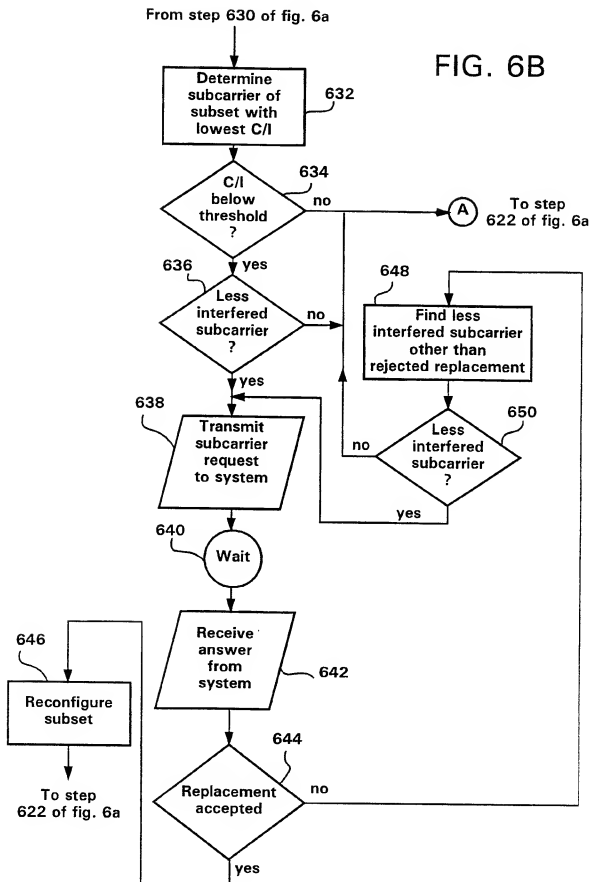 From step 630 of fig. 6a
FIG. 6B
Determine
subcarrier of
subset with
lowest C/I
632
C/I
below
threshold
?
634
no
A
To step
622 of fig. 6a
yes
636
Less
interfered
subcarrier
?
no
648
Find less
interfered subcarrier
other than
rejected replacement
yes
638
Transmit
subcarrier
request
to system
650
Less
interfered
subcarrier
?
no
yes
640
Wait
Receive
answer
from
system
642
646
Reconfigure
subset
To step
622 of fig. 6a
644
Replacement
accepted
no
yes